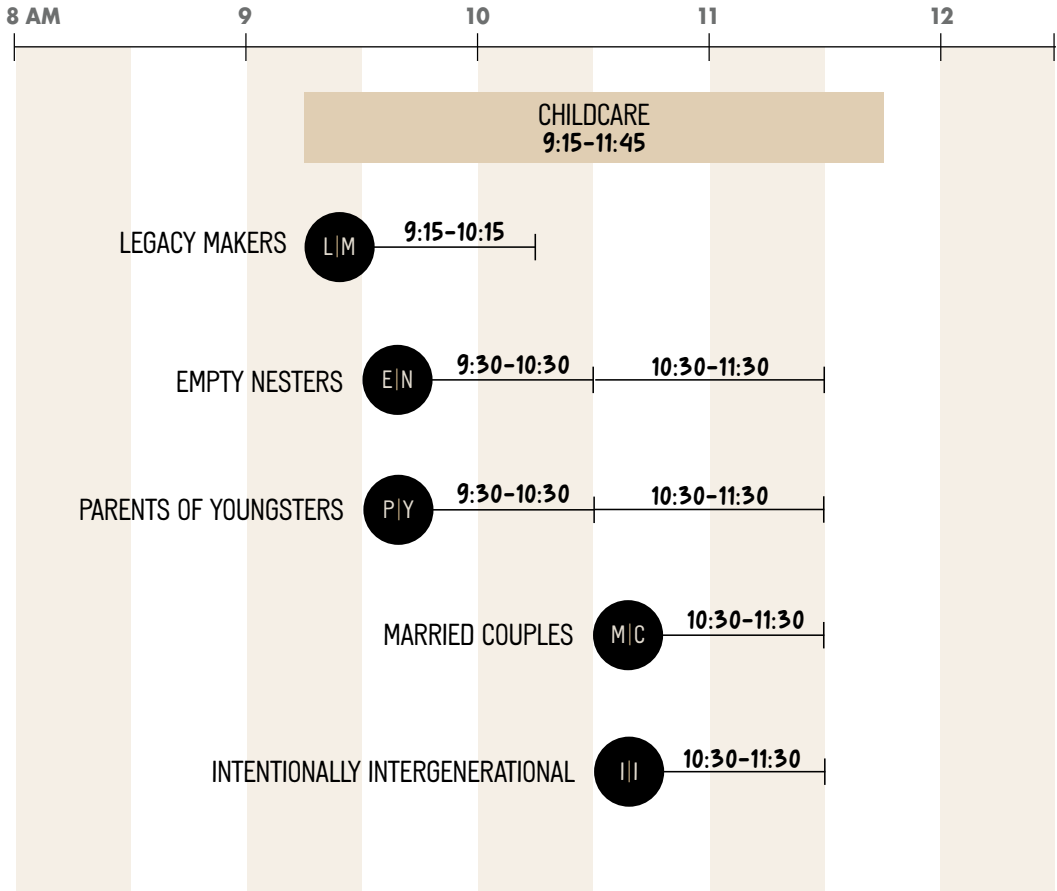 8 AM 9 10 11 12
CHILDCARE
9:15-11:45
LEGACY MAKERS L|M 9:15-10:15
EMPTY NESTERS E|N 9:30-10:30 10:30-11:30
PARENTS OF YOUNGSTERS P|Y 9:30-10:30 10:30-11:30
MARRIED COUPLES M|C 10:30-11:30
INTENTIONALLY INTERGENERATIONAL I|I 10:30-11:30